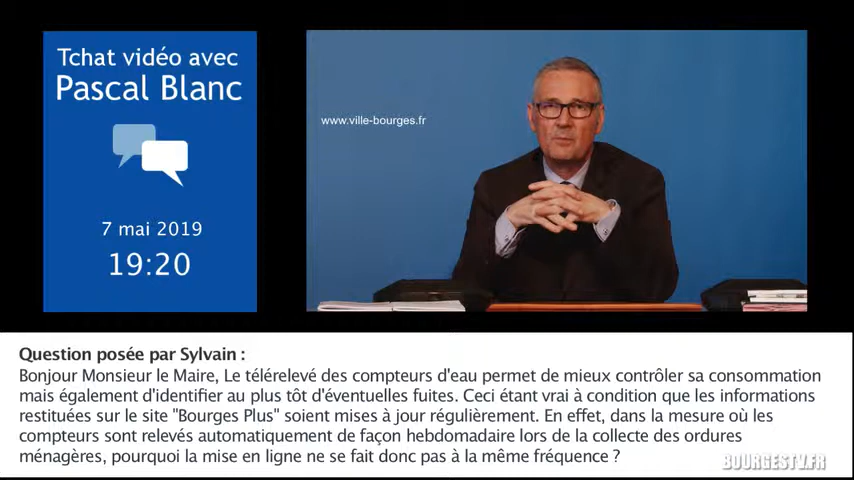 Tchat vidéo avec
Pascal Blanc
7 mai 2019
19:20
www.ville-bourges.fr
Question posée par Sylvain :
Bonjour Monsieur le Maire, Le télérelevé des compteurs d'eau permet de mieux contrôler sa consommation
mais également d'identifier au plus tôt d'éventuelles fuites. Ceci étant vrai à condition que les informations
restituées sur le site "Bourges Plus" soient mises à jour régulièrement. En effet, dans la mesure où les
compteurs sont relevés automatiquement de façon hebdomadaire lors de la collecte des ordures
ménagères, pourquoi la mise en ligne ne se fait donc pas à la même fréquence ?
BOURGESTV.FR